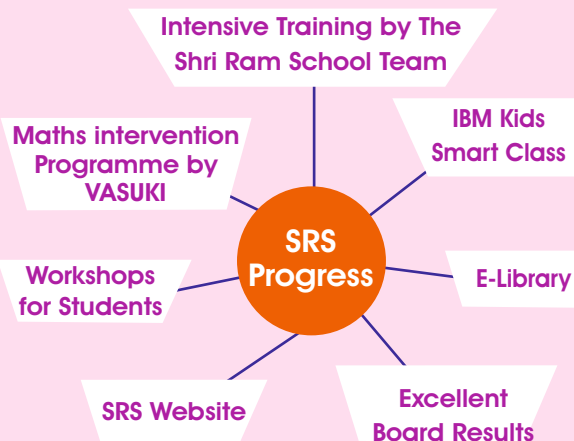 Intensive Training by The
Shri Ram School Team
IBM Kids
Smart Class
Maths intervention
Programme by
VASUKI
SRS
Progress
E-Library
Workshops
for Students
SRS Website
Excellent
Board Results